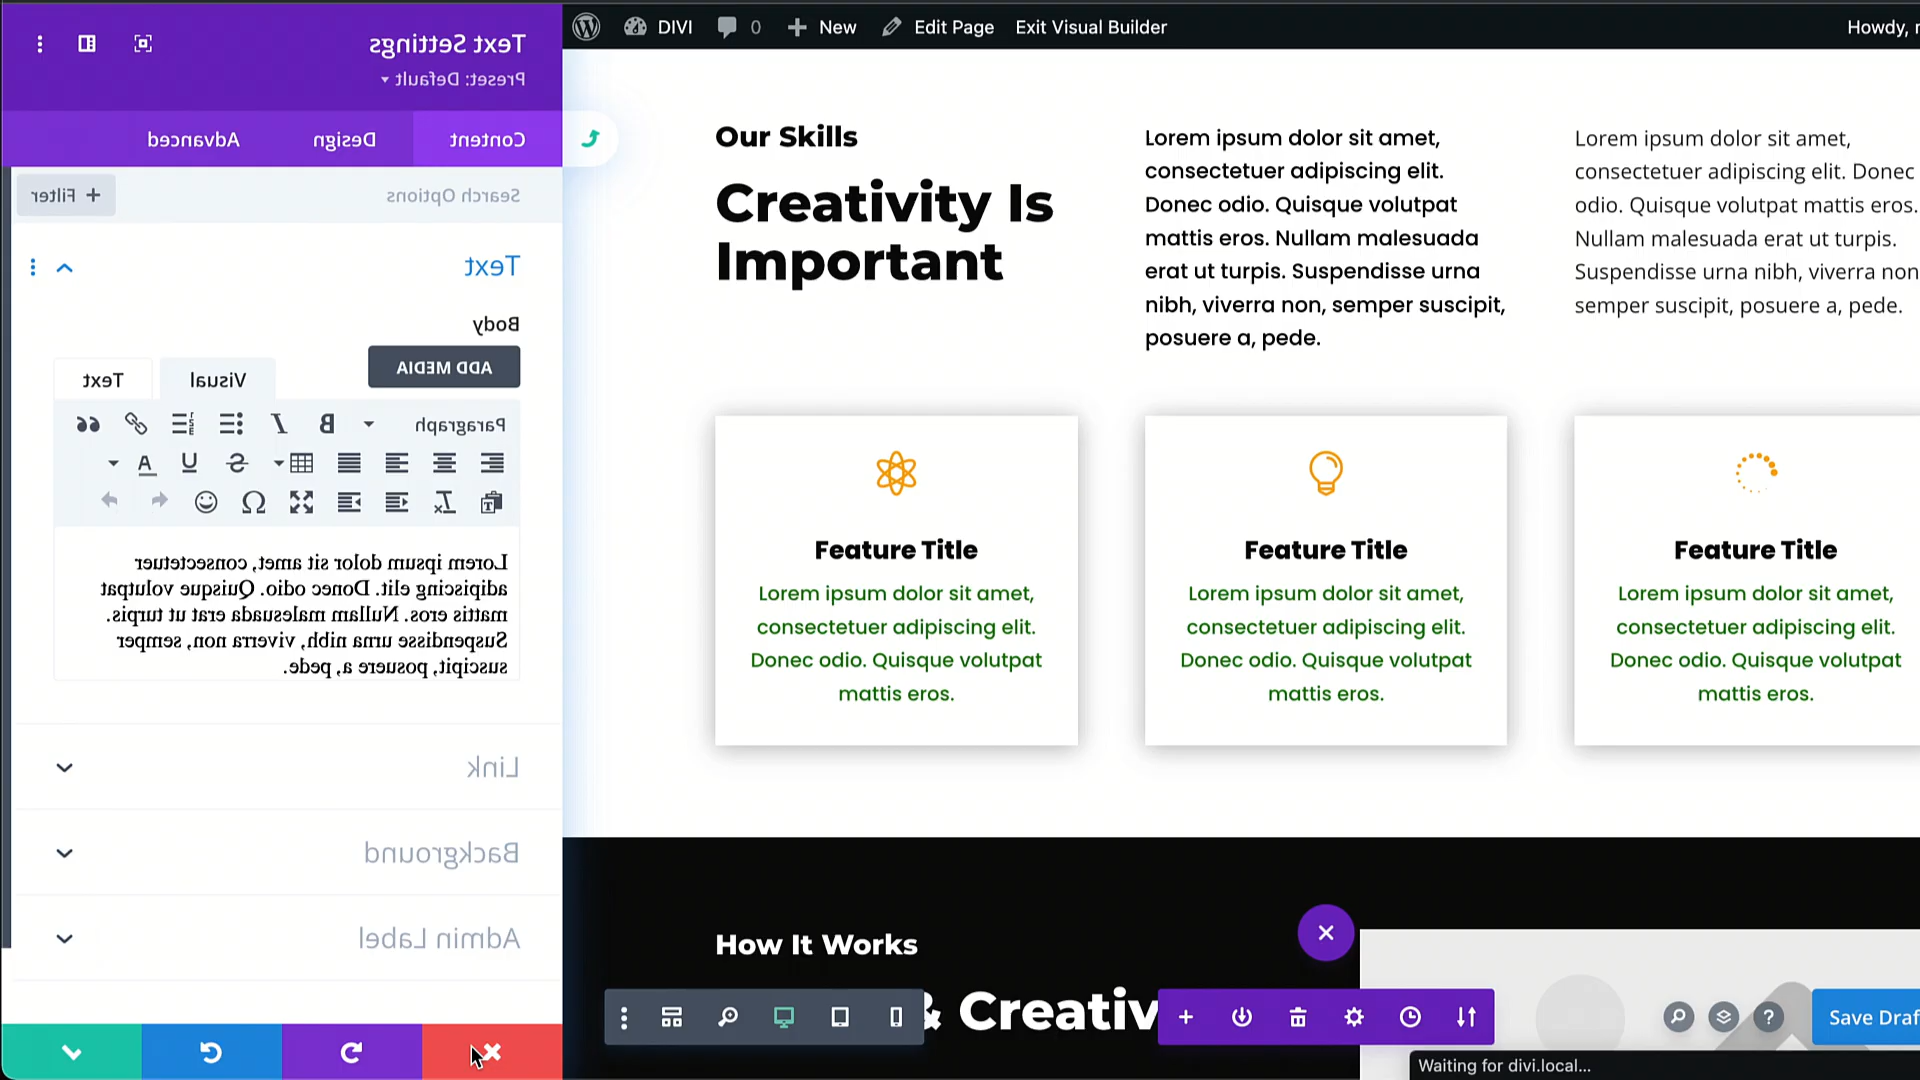 Text Settings
Preset: Default
Content
Design
Advanced
Search Options
+ Filter
Text
Body
ADD MEDIA
Visual
Text
Paragraph
Lorem ipsum dolor sit amet, consectetuer
adipiscing elit. Donec odio. Quisque volutpat
mattis eros. Nullam malesuada erat ut turpis.
Suspendisse urna nibh, viverra non, semper
suscipit, posuere a, pede.
Link
Background
Admin Label
DIVI
0
New
Edit Page
Exit Visual Builder
Howdy,
Our Skills
Creativity Is
Important
Lorem ipsum dolor sit amet,
consectetuer adipiscing elit.
Donec odio. Quisque volutpat
mattis eros. Nullam malesuada
erat ut turpis. Suspendisse urna
nibh, viverra non, semper suscipit,
posuere a, pede.
Lorem ipsum dolor sit amet,
consectetuer adipiscing elit. Donec
odio. Quisque volutpat mattis eros.
Nullam malesuada erat ut turpis.
Suspendisse urna nibh, viverra non,
semper suscipit, posuere a, pede.
Feature Title
Lorem ipsum dolor sit amet,
consectetuer adipiscing elit.
Donec odio. Quisque volutpat
mattis eros.
Feature Title
Lorem ipsum dolor sit amet,
consectetuer adipiscing elit.
Donec odio. Quisque volutpat
mattis eros.
Feature Title
Lorem ipsum dolor sit amet,
consectetuer adipiscing elit.
Donec odio. Quisque volutpat
mattis eros.
How It Works
& Creativ
Save Draf
Waiting for divi.local...